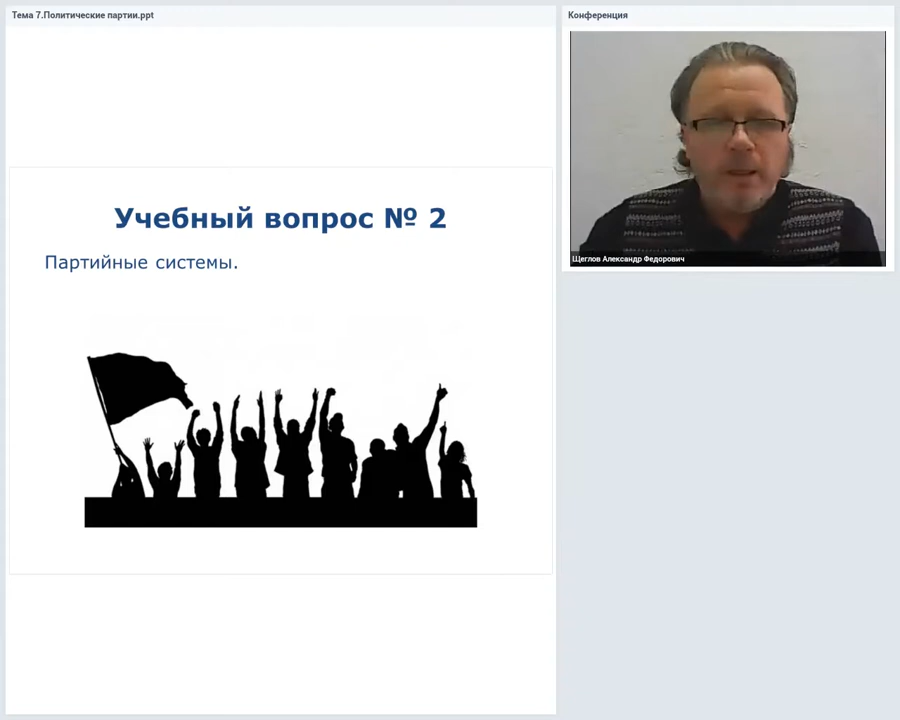 Тема 7.Политические партии.ppt
Конференция
Учебный вопрос № 2
Партийные системы.
Щеглов Александр Федорович